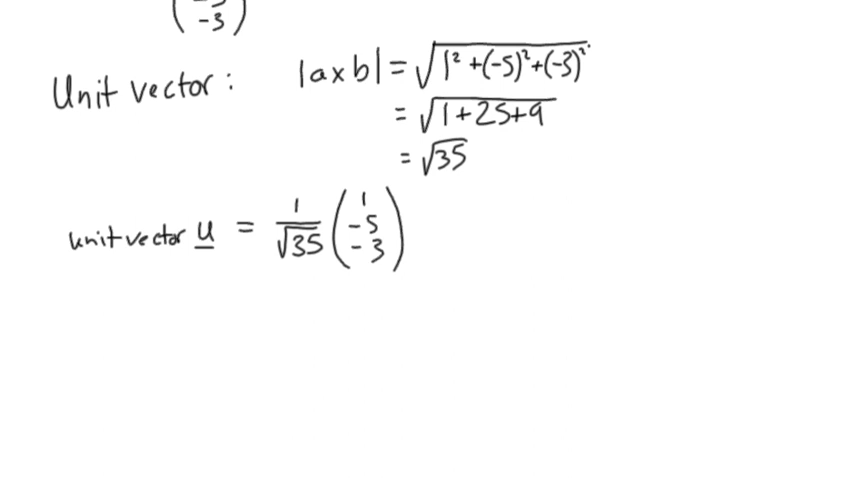 -3
Unit vector : |a x b| = √1² + (-5)² + (-3)²
= √1 + 25 + 9
= √35
unit vector u = 1/√35 (1
-5
-3)